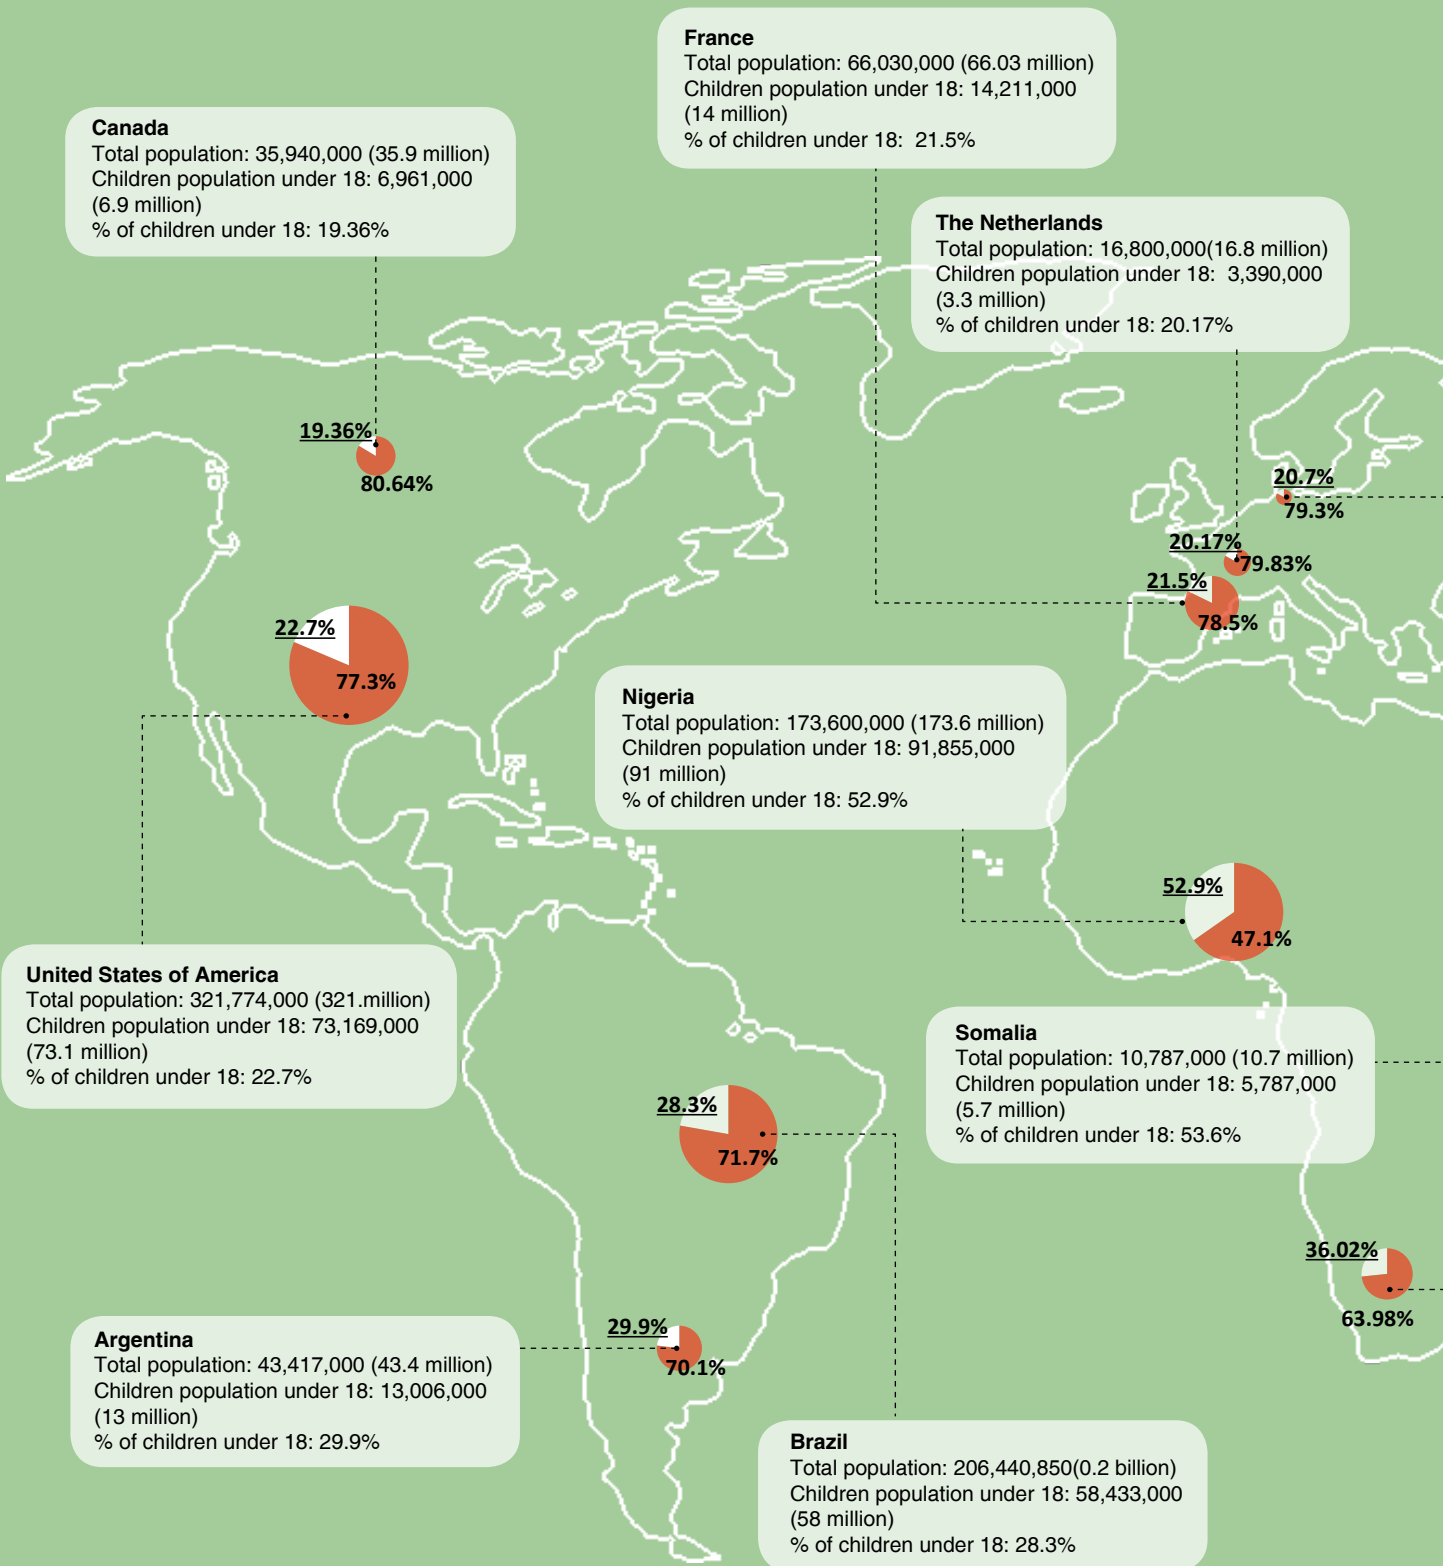 France
Total population: 66,030,000 (66.03 million)
Children population under 18: 14,211,000
(14 million)
% of children under 18:  21.5%
Canada
Total population: 35,940,000 (35.9 million)
Children population under 18: 6,961,000
(6.9 million)
% of children under 18: 19.36%
The Netherlands
Total population: 16,800,000(16.8 million)
Children population under 18:  3,390,000
(3.3 million)
% of children under 18: 20.17%
19.36%
80.64%
20.7%
79.3%
20.17%
79.83%
21.5%
78.5%
22.7%
77.3%
Nigeria
Total population: 173,600,000 (173.6 million)
Children population under 18: 91,855,000
(91 million)
% of children under 18: 52.9%
52.9%
47.1%
United States of America
Total population: 321,774,000 (321.million)
Children population under 18: 73,169,000
(73.1 million)
% of children under 18: 22.7%
Somalia
Total population: 10,787,000 (10.7 million)
Children population under 18: 5,787,000
(5.7 million)
% of children under 18: 53.6%
28.3%
71.7%
36.02%
63.98%
29.9%
70.1%
Argentina
Total population: 43,417,000 (43.4 million)
Children population under 18: 13,006,000
(13 million)
% of children under 18: 29.9%
Brazil
Total population: 206,440,850(0.2 billion)
Children population under 18: 58,433,000
(58 million)
% of children under 18: 28.3%